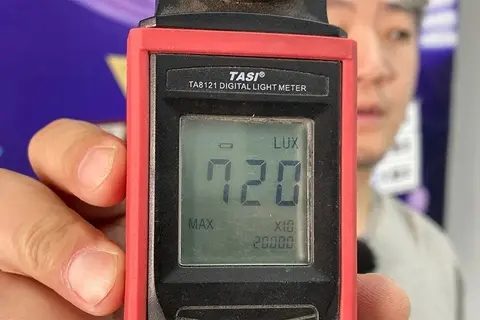 TASI®
TA8121 DIGITAL LIGHT METER
LUX
720
MAX X10
20000